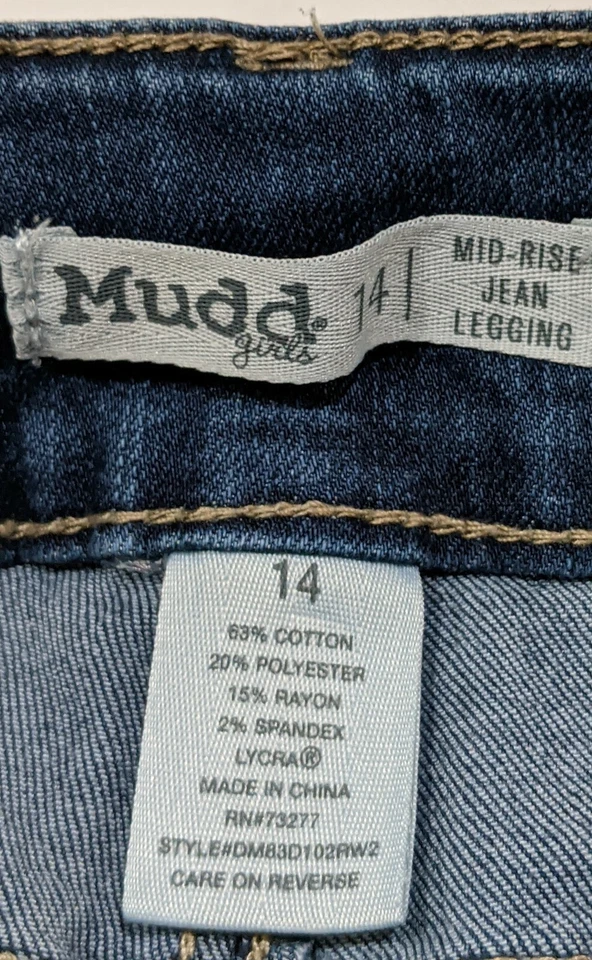 Mudd®
girls
14 |
MID-RISE
JEAN
LEGGING
14
63% COTTON
20% POLYESTER
15% RAYON
2% SPANDEX
LYCRA®
MADE IN CHINA
RN#73277
STYLE#DM83D102RW2
CARE ON REVERSE